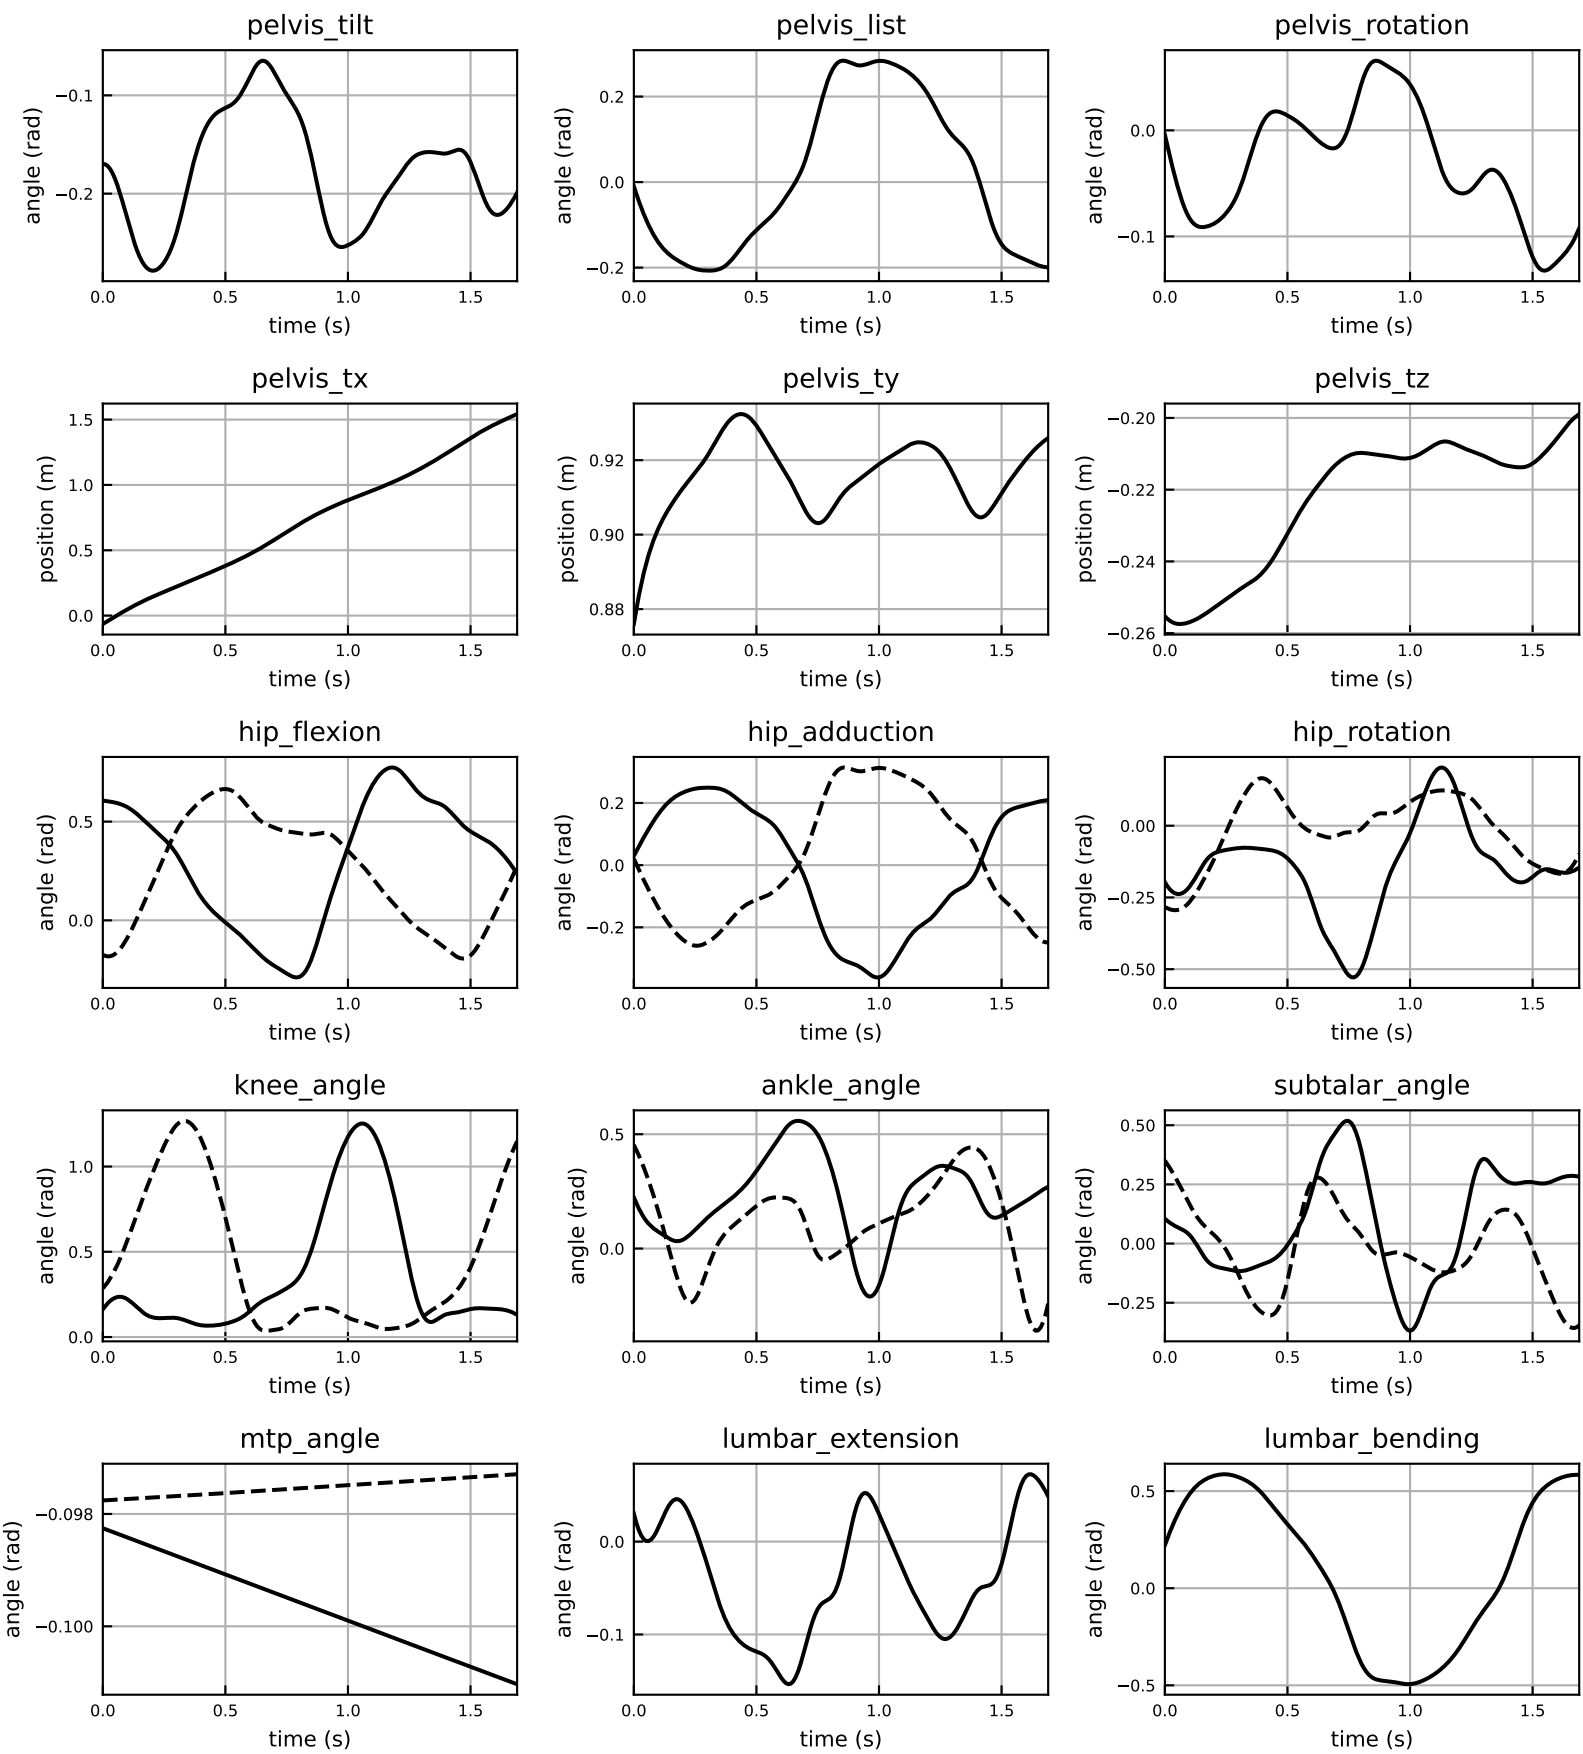 pelvis_tilt
angle (rad)
−0.1
−0.2
0.0 0.5 1.0 1.5
time (s)
pelvis_list
angle (rad)
0.2
0.0
−0.2
0.0 0.5 1.0 1.5
time (s)
pelvis_rotation
angle (rad)
0.0
−0.1
0.0 0.5 1.0 1.5
time (s)
pelvis_tx
position (m)
1.5
1.0
0.5
0.0
0.0 0.5 1.0 1.5
time (s)
pelvis_ty
position (m)
0.92
0.90
0.88
0.0 0.5 1.0 1.5
time (s)
pelvis_tz
position (m)
−0.20
−0.22
−0.24
−0.26
0.0 0.5 1.0 1.5
time (s)
hip_flexion
angle (rad)
0.5
0.0
0.0 0.5 1.0 1.5
time (s)
hip_adduction
angle (rad)
0.2
0.0
−0.2
0.0 0.5 1.0 1.5
time (s)
hip_rotation
angle (rad)
0.00
−0.25
−0.50
0.0 0.5 1.0 1.5
time (s)
knee_angle
angle (rad)
1.0
0.5
0.0
0.0 0.5 1.0 1.5
time (s)
ankle_angle
angle (rad)
0.5
0.0
0.0 0.5 1.0 1.5
time (s)
subtalar_angle
angle (rad)
0.50
0.25
0.00
−0.25
0.0 0.5 1.0 1.5
time (s)
mtp_angle
angle (rad)
−0.098
−0.100
0.0 0.5 1.0 1.5
time (s)
lumbar_extension
angle (rad)
0.0
−0.1
0.0 0.5 1.0 1.5
time (s)
lumbar_bending
angle (rad)
0.5
0.0
−0.5
0.0 0.5 1.0 1.5
time (s)